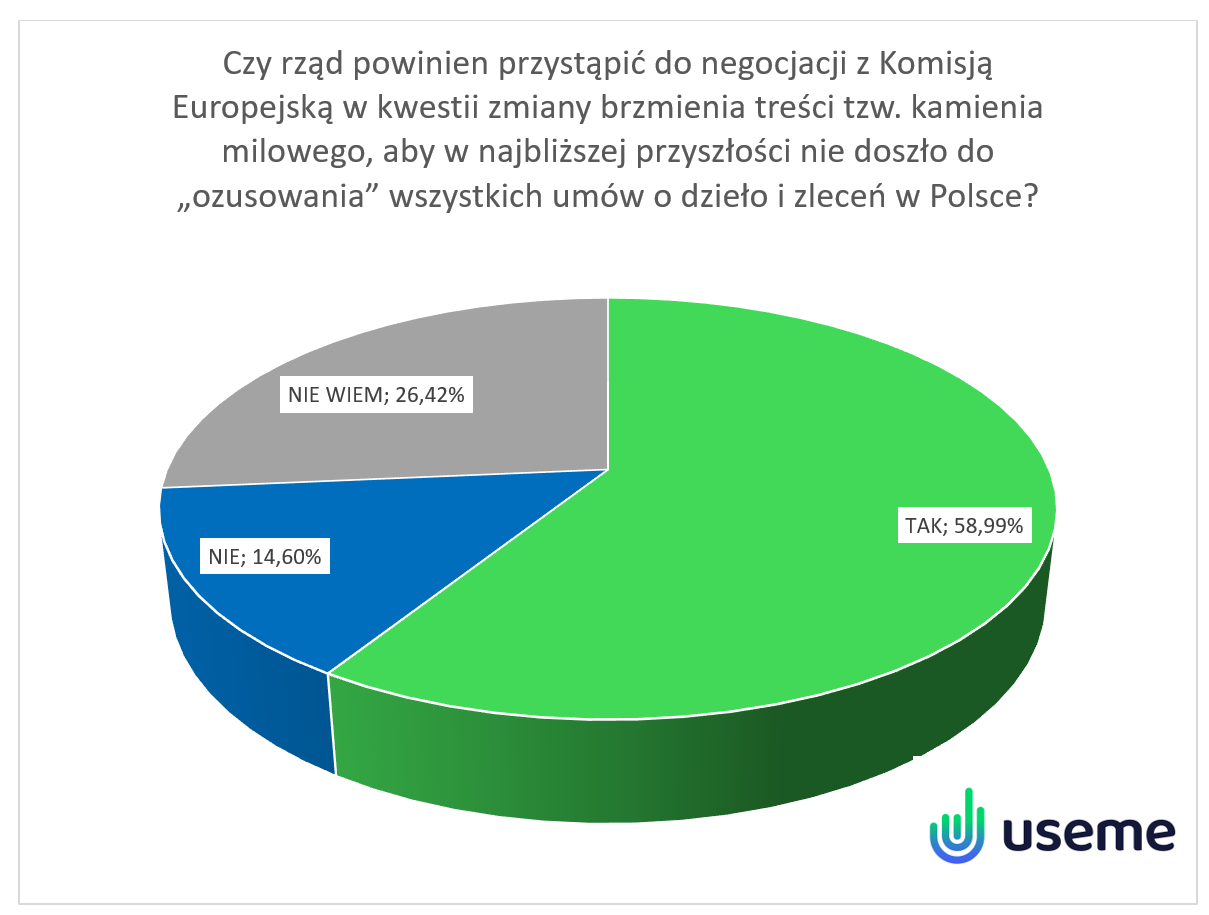 Czy rząd powinien przystąpić do negocjacji z Komisją
Europejską w kwestii zmiany brzmienia treści tzw. kamienia
milowego, aby w najbliższej przyszłości nie doszło do
„ozusowania” wszystkich umów o dzieło i zleceń w Polsce?
NIE WIEM; 26,42%
TAK; 58,99%
NIE; 14,60%
useme